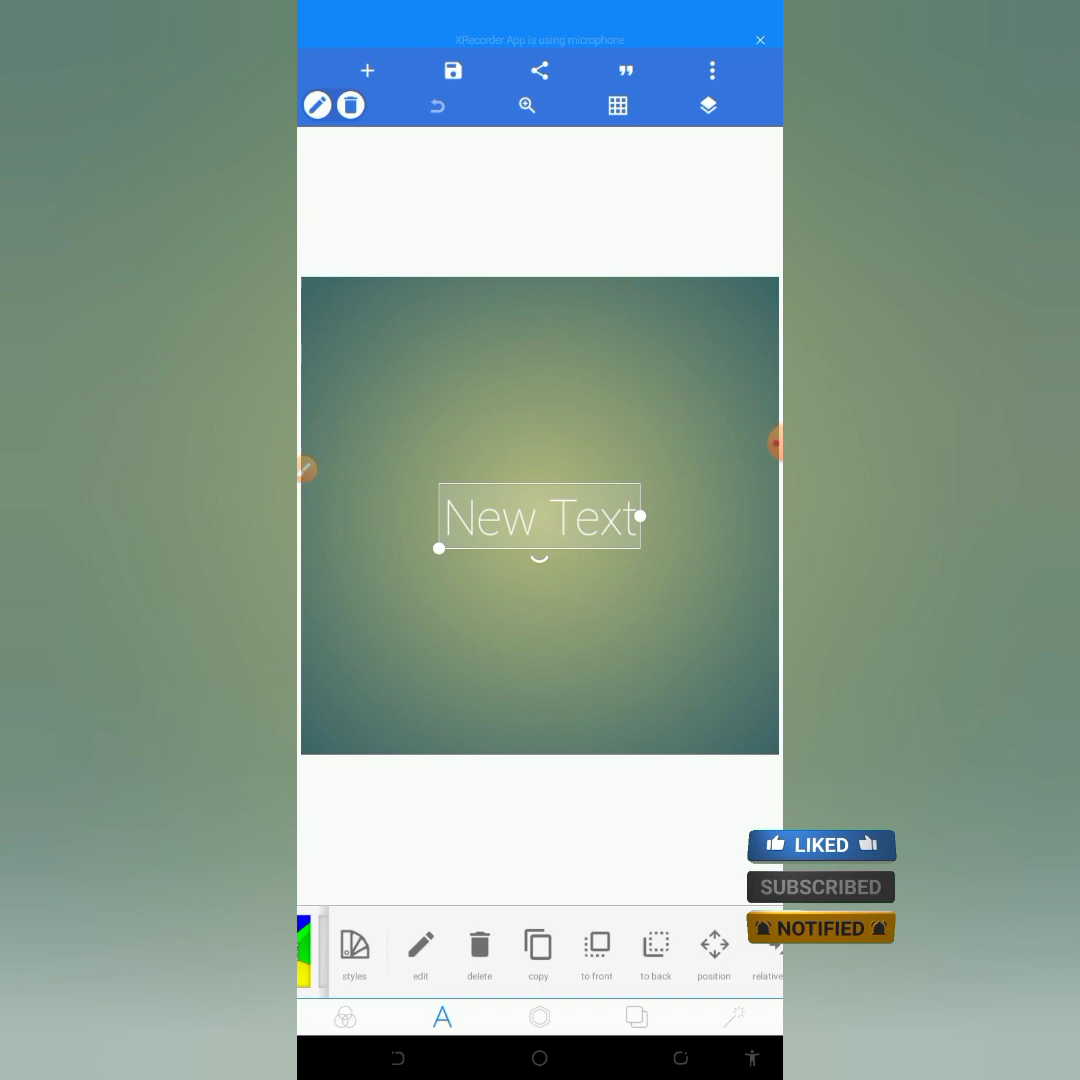 XRecorder App is using microphone
New Text
LIKED
SUBSCRIBED
NOTIFIED
styles
edit
delete
copy
to front
to back
position
relative